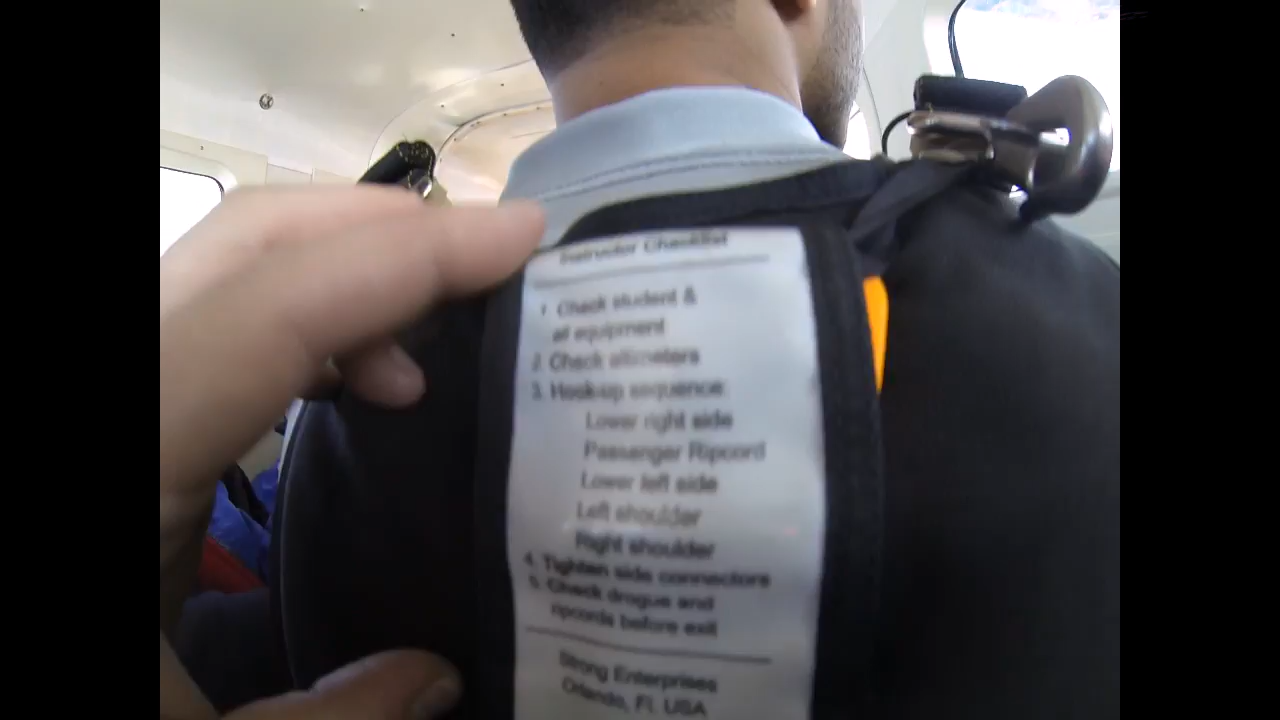 Instructor Checklist
1. Check student &
all equipment
2. Check altimeters
3. Hook-up sequence:
Lower right side
Passenger Ripcord
Lower left side
Left shoulder
Right shoulder
4. Tighten side connectors
5. Check drogue and
ripcords before exit
Strong Enterprises
Orlando, Fl. USA